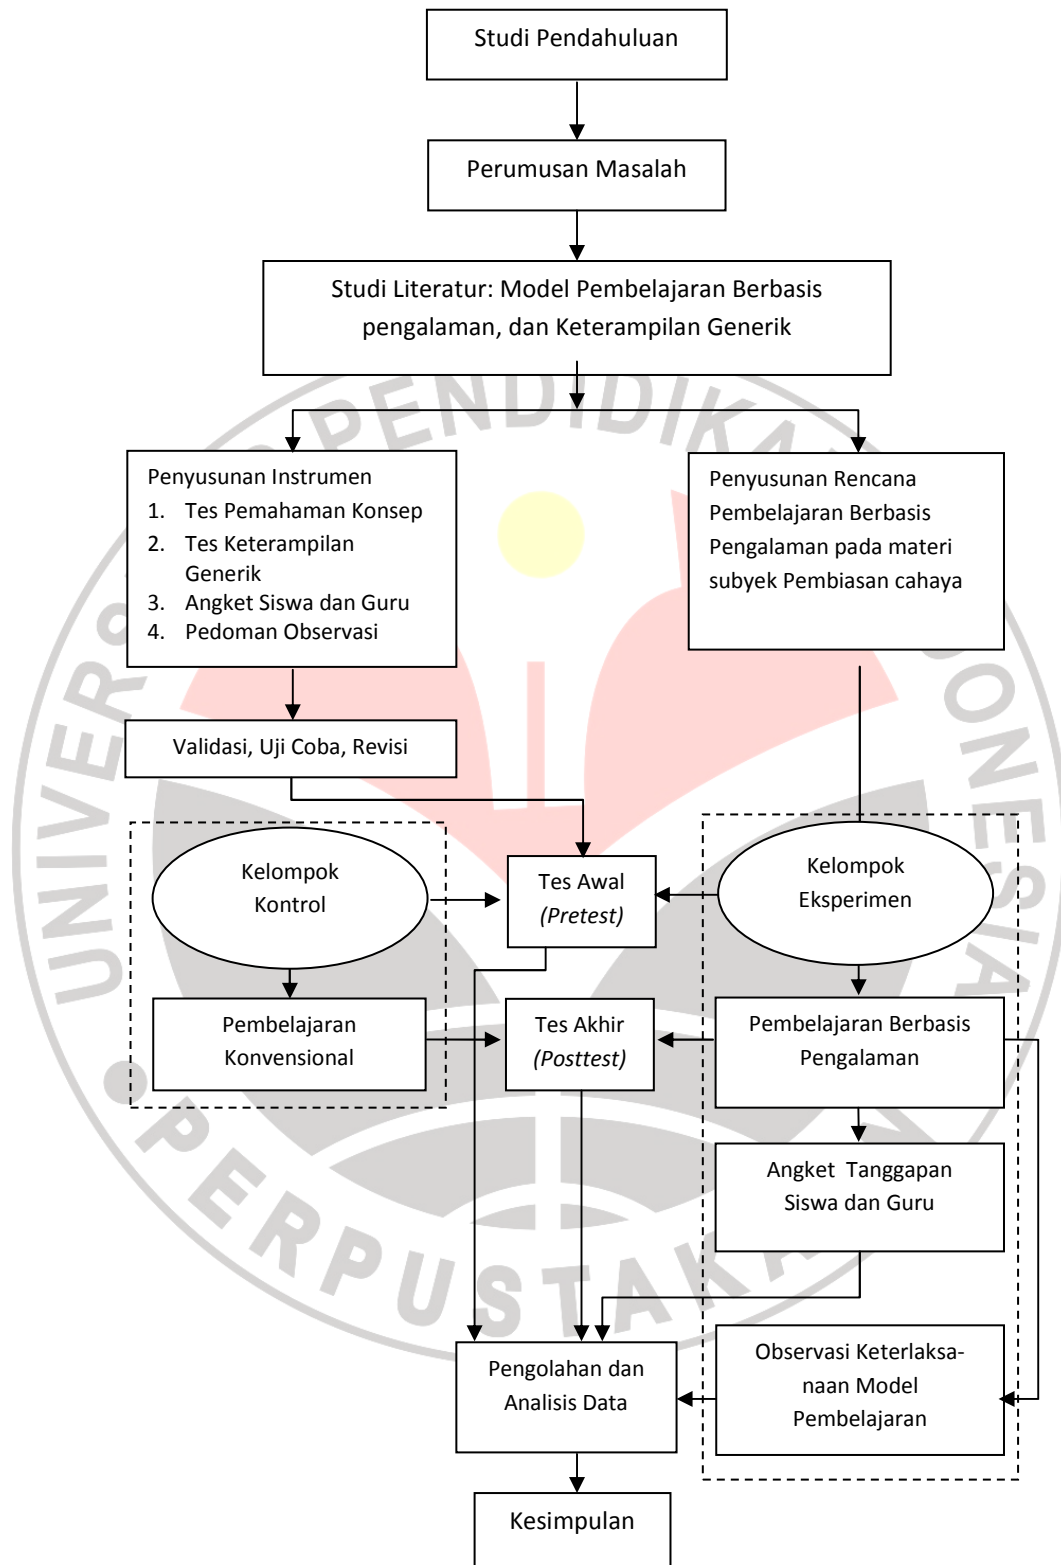 Studi Pendahuluan
Perumusan Masalah
Studi Literatur: Model Pembelajaran Berbasis
pengalaman, dan Keterampilan Generik
Penyusunan Instrumen
1. Tes Pemahaman Konsep
2. Tes Keterampilan
Generik
3. Angket Siswa dan Guru
4. Pedoman Observasi
Penyusunan Rencana
Pembelajaran Berbasis
Pengalaman pada materi
subyek Pembiasan cahaya
Validasi, Uji Coba, Revisi
Kelompok
Kontrol
Tes Awal
(Pretest)
Kelompok
Eksperimen
Pembelajaran
Konvensional
Tes Akhir
(Posttest)
Pembelajaran Berbasis
Pengalaman
Angket Tanggapan
Siswa dan Guru
Pengolahan dan
Analisis Data
Observasi Keterlaksa-
naan Model
Pembelajaran
Kesimpulan
PENDIDIKA
ONESIA
PERPUSTAKA